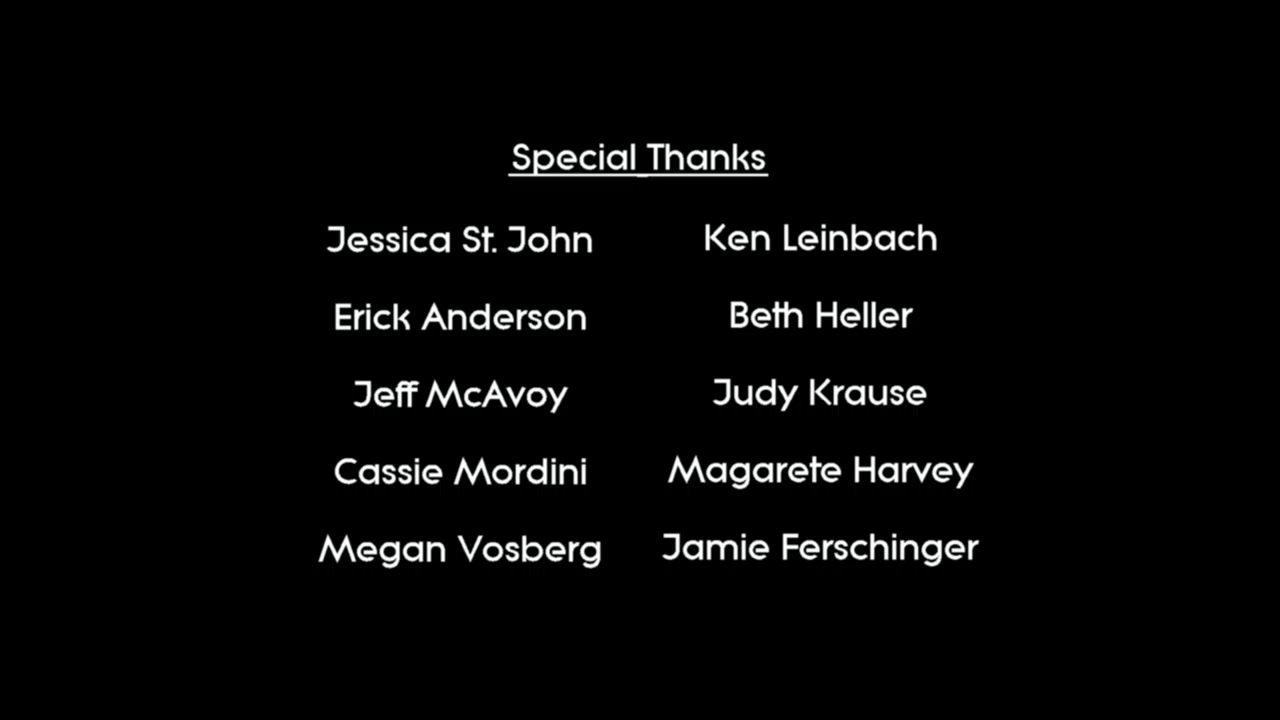 Special Thanks
Jessica St. John
Ken Leinbach
Erick Anderson
Beth Heller
Jeff McAvoy
Judy Krause
Cassie Mordini
Magarete Harvey
Megan Vosberg
Jamie Ferschinger